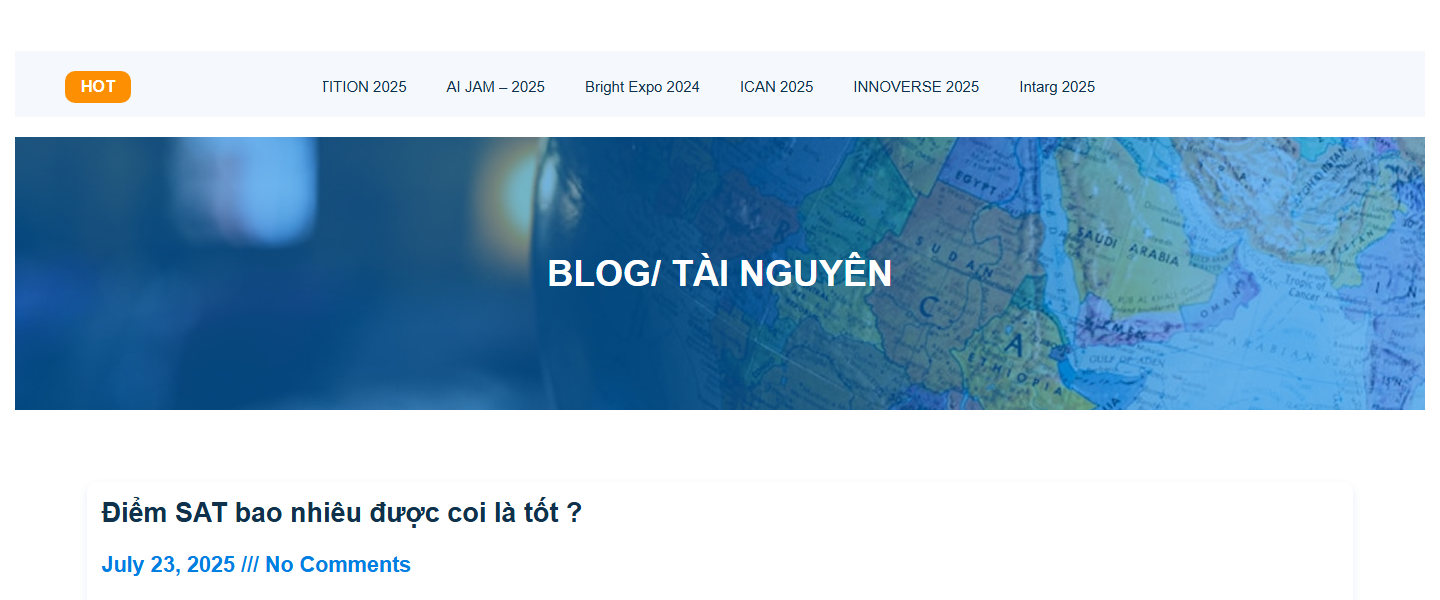 HOT TITION 2025 AI JAM – 2025 Bright Expo 2024 ICAN 2025 INNOVERSE 2025 Intarg 2025
EGYPT
CHAD
SUDAN
SAUDI ARABIA
Tropic of
Cancer
OMAN
YEMEN
GULF OF ADEN
ARABIAN SEA
ETHIOPIA
BLOG/ TÀI NGUYÊN
Điểm SAT bao nhiêu được coi là tốt ?
July 23, 2025 /// No Comments